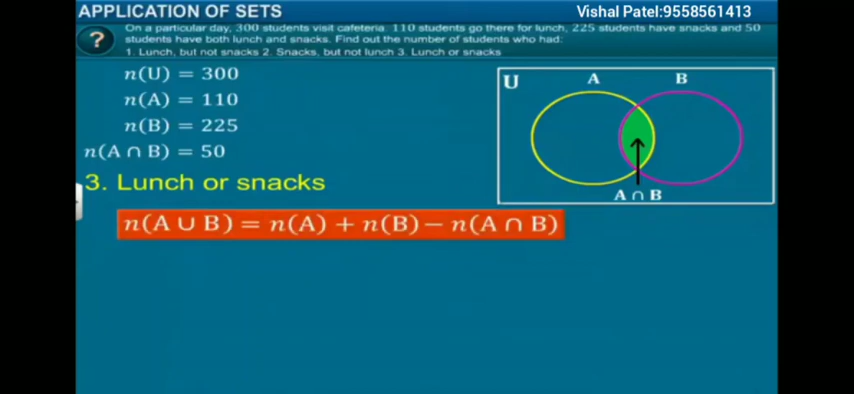 APPLICATION OF SETS
Vishal Patel:9558561413
?
On a particular day, 300 students visit cafeteria. 110 students go there for lunch, 225 students have snacks and 50
students have both lunch and snacks. Find out the number of students who had:
1. Lunch, but not snacks 2. Snacks, but not lunch 3. Lunch or snacks
n(U) = 300
n(A) = 110
n(B) = 225
n(A ∩ B) = 50
U
A
B
A ∩ B
3. Lunch or snacks
n(A ∪ B) = n(A) + n(B) − n(A ∩ B)